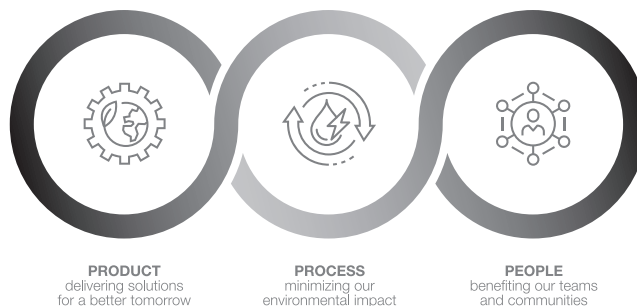 PRODUCT
delivering solutions
for a better tomorrow
PROCESS
minimizing our
environmental impact
PEOPLE
benefiting our teams
and communities